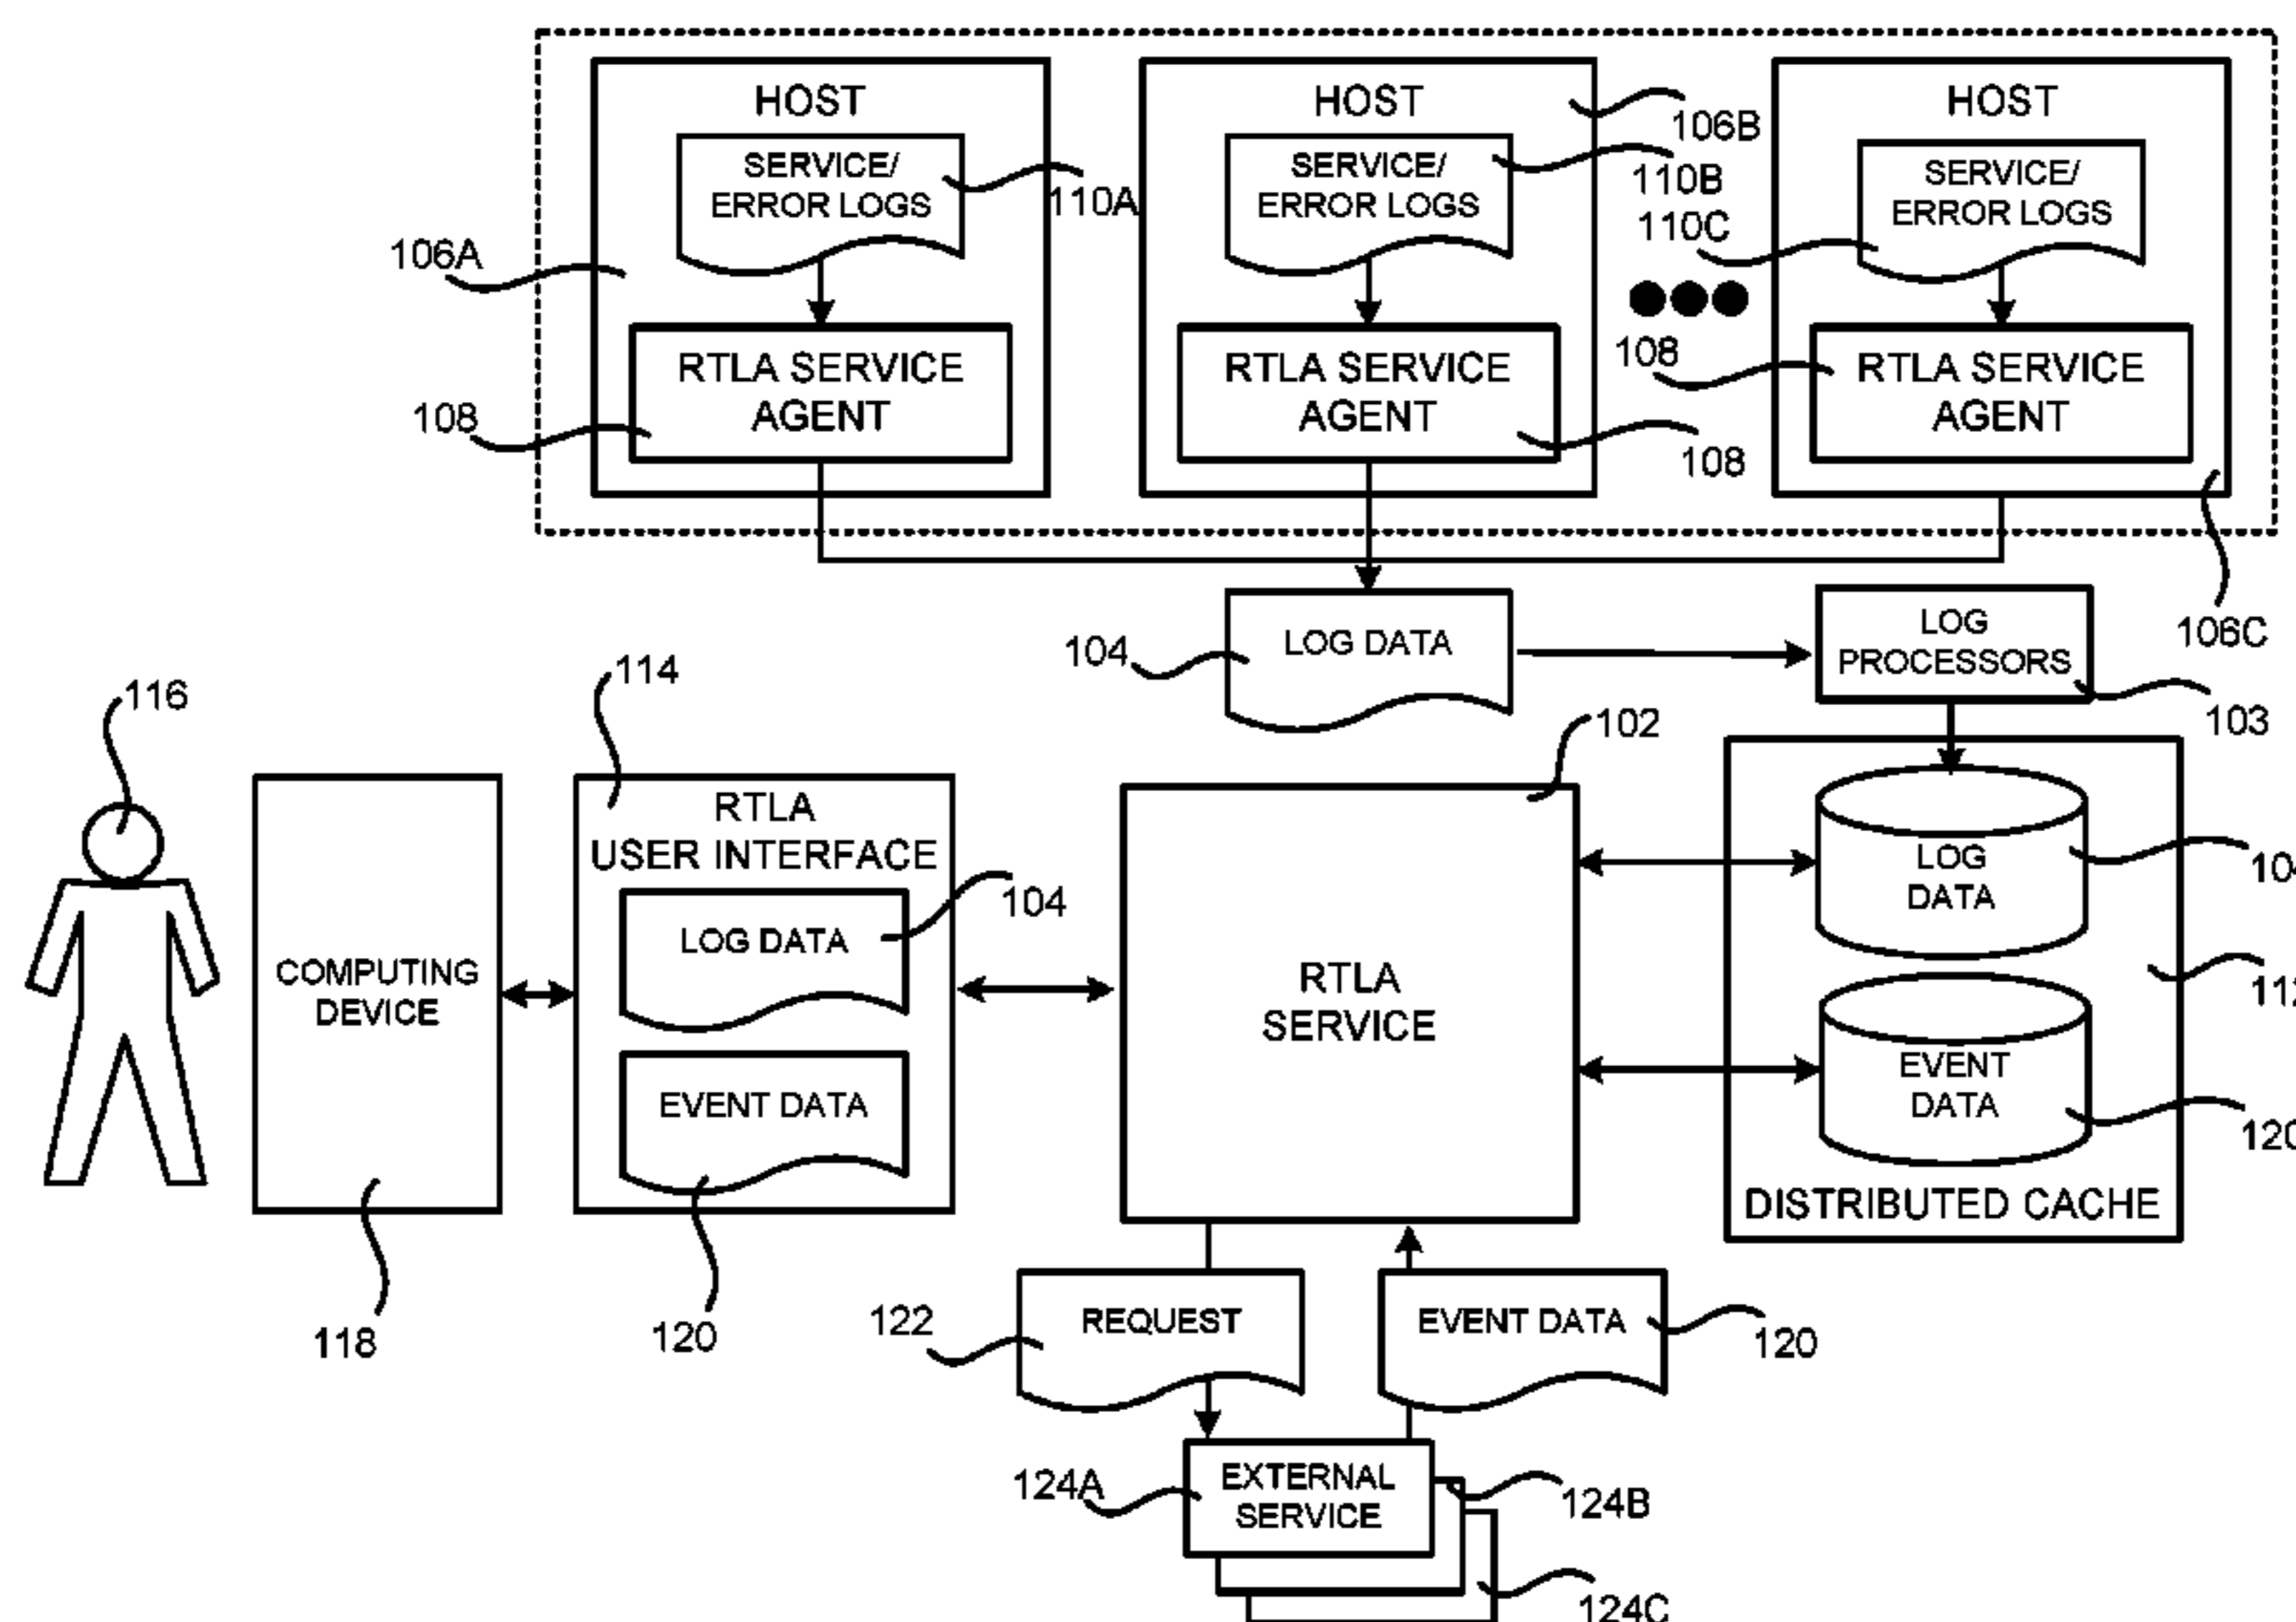 HOST
HOST
HOST
106B
SERVICE/
ERROR LOGS
110A
SERVICE/
ERROR LOGS
110B
110C
SERVICE/
ERROR LOGS
106A
RTLA SERVICE
AGENT
108
RTLA SERVICE
AGENT
108
108
RTLA SERVICE
AGENT
104
LOG DATA
LOG
PROCESSORS
106C
103
116
114
102
RTLA
USER INTERFACE
104
LOG DATA
EVENT DATA
COMPUTING
DEVICE
RTLA
SERVICE
LOG
DATA
EVENT
DATA
120
DISTRIBUTED CACHE
118
120
122
REQUEST
EVENT DATA
120
124A
EXTERNAL
SERVICE
124B
124C